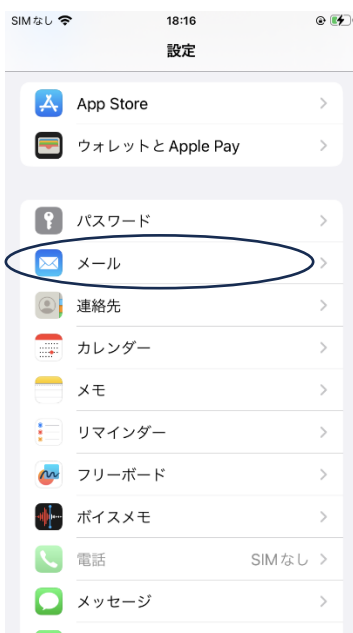 SIMなし 18:16
設定
App Store
ウォレットと Apple Pay
パスワード
メール
連絡先
カレンダー
メモ
リマインダー
フリーボード
ボイスメモ
電話 SIMなし
メッセージ